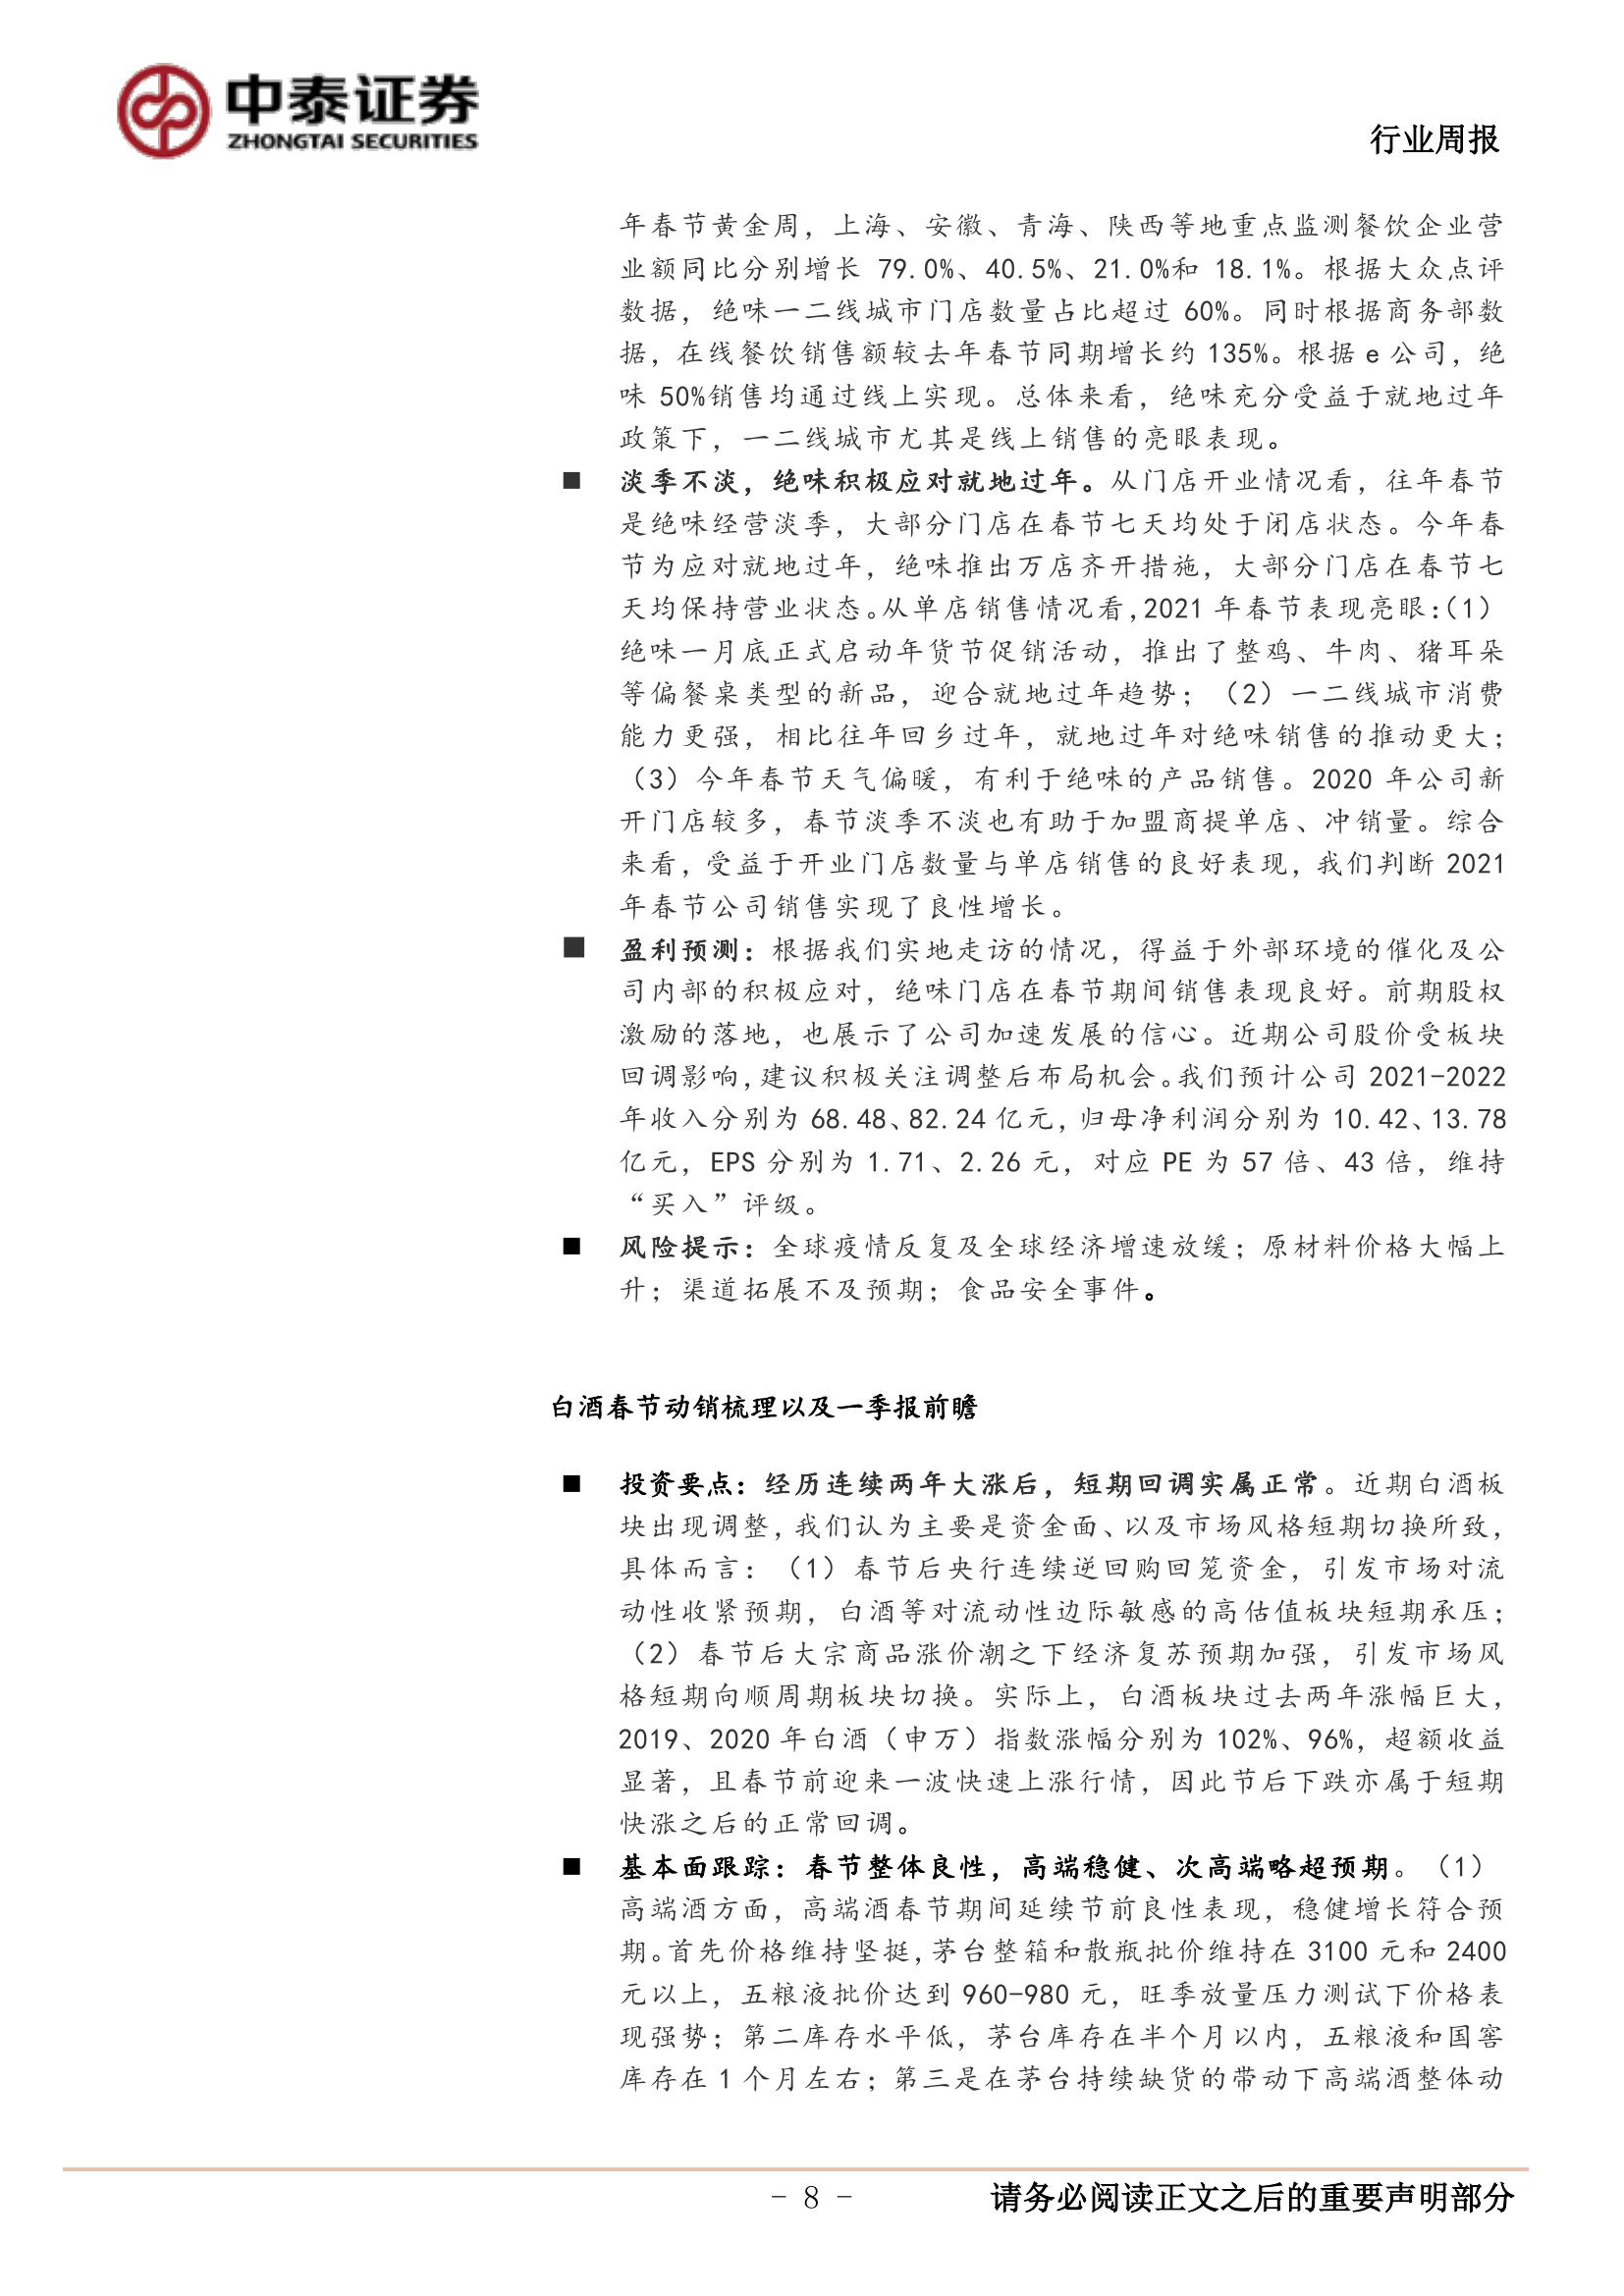 中泰证券
ZHONGTAI SECURITIES
行业周报
年春节黄金周，上海、安徽、青海、陕西等地重点监测餐饮企业营
业额同比分别增长 79.0%、40.5%、21.0%和 18.1%。根据大众点评
数据，绝味一二线城市门店数量占比超过 60%。同时根据商务部数
据，在线餐饮销售额较去年春节同期增长约 135%。根据 e 公司，绝
味 50%销售均通过线上实现。总体来看，绝味充分受益于就地过年
政策下，一二线城市尤其是线上销售的亮眼表现。
■ 淡季不淡，绝味积极应对就地过年。从门店开业情况看，往年春节
是绝味经营淡季，大部分门店在春节七天均处于闭店状态。今年春
节为应对就地过年，绝味推出万店齐开措施，大部分门店在春节七
天均保持营业状态。从单店销售情况看，2021 年春节表现亮眼：（1）
绝味一月底正式启动年货节促销活动，推出了整鸡、牛肉、猪耳朵
等偏餐桌类型的新品，迎合就地过年趋势；（2）一二线城市消费
能力更强，相比往年回乡过年，就地过年对绝味销售的推动更大；
（3）今年春节天气偏暖，有利于绝味的产品销售。2020 年公司新
开门店较多，春节淡季不淡也有助于加盟商提单店、冲销量。综合
来看，受益于开业门店数量与单店销售的良好表现，我们判断 2021
年春节公司销售实现了良性增长。
■ 盈利预测：根据我们实地走访的情况，得益于外部环境的催化及公
司内部的积极应对，绝味门店在春节期间销售表现良好。前期股权
激励的落地，也展示了公司加速发展的信心。近期公司股价受板块
回调影响，建议积极关注调整后布局机会。我们预计公司 2021-2022
年收入分别为 68.48、82.24 亿元，归母净利润分别为 10.42、13.78
亿元，EPS 分别为 1.71、2.26 元，对应 PE 为 57 倍、43 倍，维持
“买入”评级。
■ 风险提示：全球疫情反复及全球经济增速放缓；原材料价格大幅上
升；渠道拓展不及预期；食品安全事件。
白酒春节动销梳理以及一季报前瞻
■ 投资要点：经历连续两年大涨后，短期回调实属正常。近期白酒板
块出现调整，我们认为主要是资金面、以及市场风格短期切换所致，
具体而言：（1）春节后央行连续逆回购回笼资金，引发市场对流
动性收紧预期，白酒等对流动性边际敏感的高估值板块短期承压；
（2）春节后大宗商品涨价潮之下经济复苏预期加强，引发市场风
格短期向顺周期板块切换。实际上，白酒板块过去两年涨幅巨大，
2019、2020 年白酒（申万）指数涨幅分别为 102%、96%，超额收益
显著，且春节前迎来一波快速上涨行情，因此节后下跌亦属于短期
快涨之后的正常回调。
■ 基本面跟踪：春节整体良性，高端稳健、次高端略超预期。（1）
高端酒方面，高端酒春节期间延续节前良性表现，稳健增长符合预
期。首先价格维持坚挺，茅台整箱和散瓶批价维持在 3100 元和 2400
元以上，五粮液批价达到 960-980 元，旺季放量压力测试下价格表
现强势；第二库存水平低，茅台库存在半个月以内，五粮液和国窖
库存在 1 个月左右；第三是在茅台持续缺货的带动下高端酒整体动
- 8 -
请务必阅读正文之后的重要声明部分